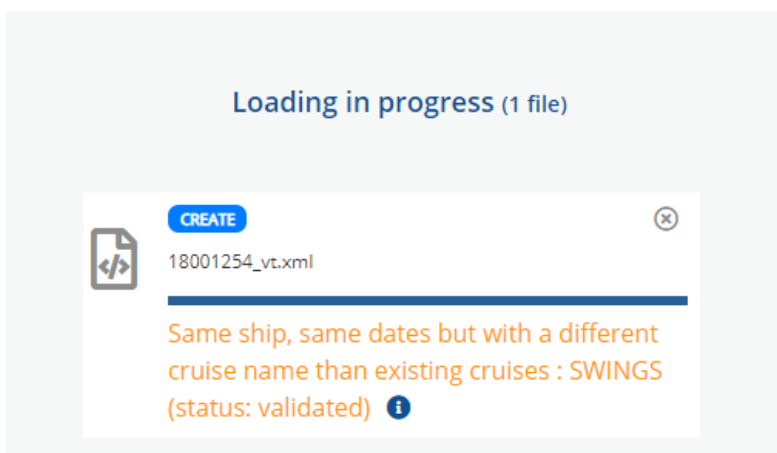 Loading in progress (1 file)
CREATE
18001254_vt.xml
Same ship, same dates but with a different
cruise name than existing cruises : SWINGS
(status: validated)